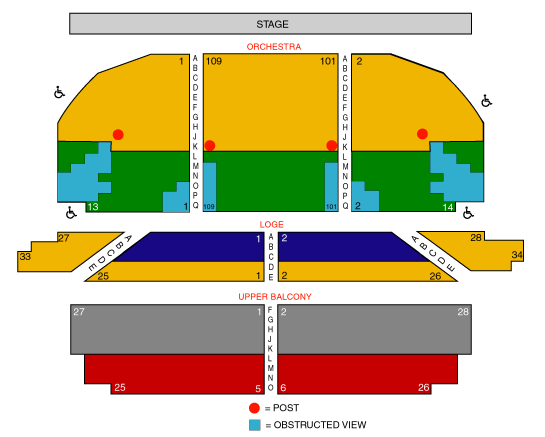 STAGE
ORCHESTRA
1 A 109 101 A 2
B B
C C
D D
E E
F F
G G
H H
J J
K K
L L
M M
N N
O O
P P
13 1 Q 109 101 Q 2 14
LOGE
27 A 1 A 2 A 28
B B B
33 C C C 34
D D D
E 25 1 E 2 26 E
UPPER BALCONY
27 1 F 2 28
G
H
J
K
L
M
N
25 5 O 6 26
= POST
= OBSTRUCTED VIEW